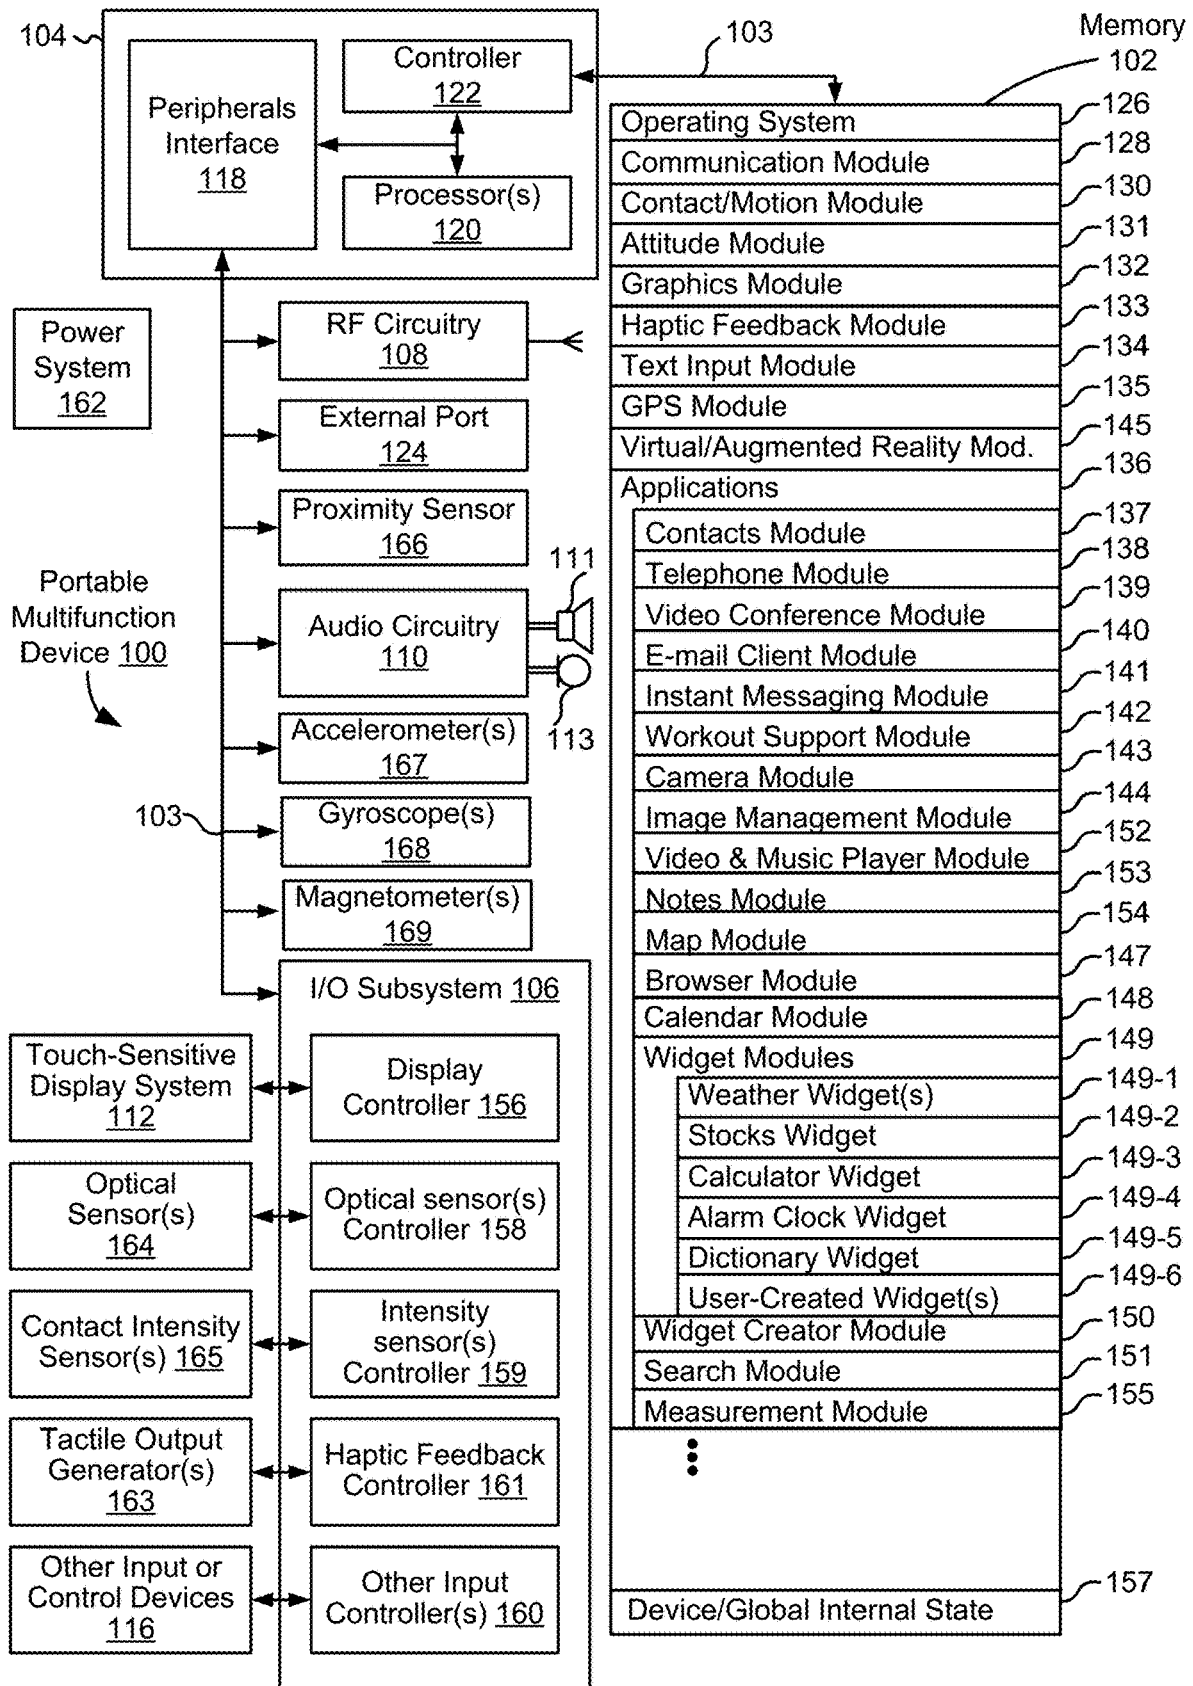 104
Peripherals
Interface
118
Controller
122
Processor(s)
120
103
Memory
102
Power
System
162
RF Circuitry
108
External Port
124
Proximity Sensor
166
Portable
Multifunction
Device 100
Audio Circuitry
110
111
113
Accelerometer(s)
167
103
Gyroscope(s)
168
Magnetometer(s)
169
I/O Subsystem 106
Touch-Sensitive
Display System
112
Display
Controller 156
Optical
Sensor(s)
164
Optical sensor(s)
Controller 158
Contact Intensity
Sensor(s) 165
Intensity
sensor(s)
Controller 159
Tactile Output
Generator(s)
163
Haptic Feedback
Controller 161
Other Input or
Control Devices
116
Other Input
Controller(s) 160
Operating System 126
Communication Module 128
Contact/Motion Module 130
Attitude Module 131
Graphics Module 132
Haptic Feedback Module 133
Text Input Module 134
GPS Module 135
Virtual/Augmented Reality Mod. 145
Applications 136
Contacts Module 137
Telephone Module 138
Video Conference Module 139
E-mail Client Module 140
Instant Messaging Module 141
Workout Support Module 142
Camera Module 143
Image Management Module 144
Video & Music Player Module 152
Notes Module 153
Map Module 154
Browser Module 147
Calendar Module 148
Widget Modules 149
Weather Widget(s) 149-1
Stocks Widget 149-2
Calculator Widget 149-3
Alarm Clock Widget 149-4
Dictionary Widget 149-5
User-Created Widget(s) 149-6
Widget Creator Module 150
Search Module 151
Measurement Module 155
Device/Global Internal State 157